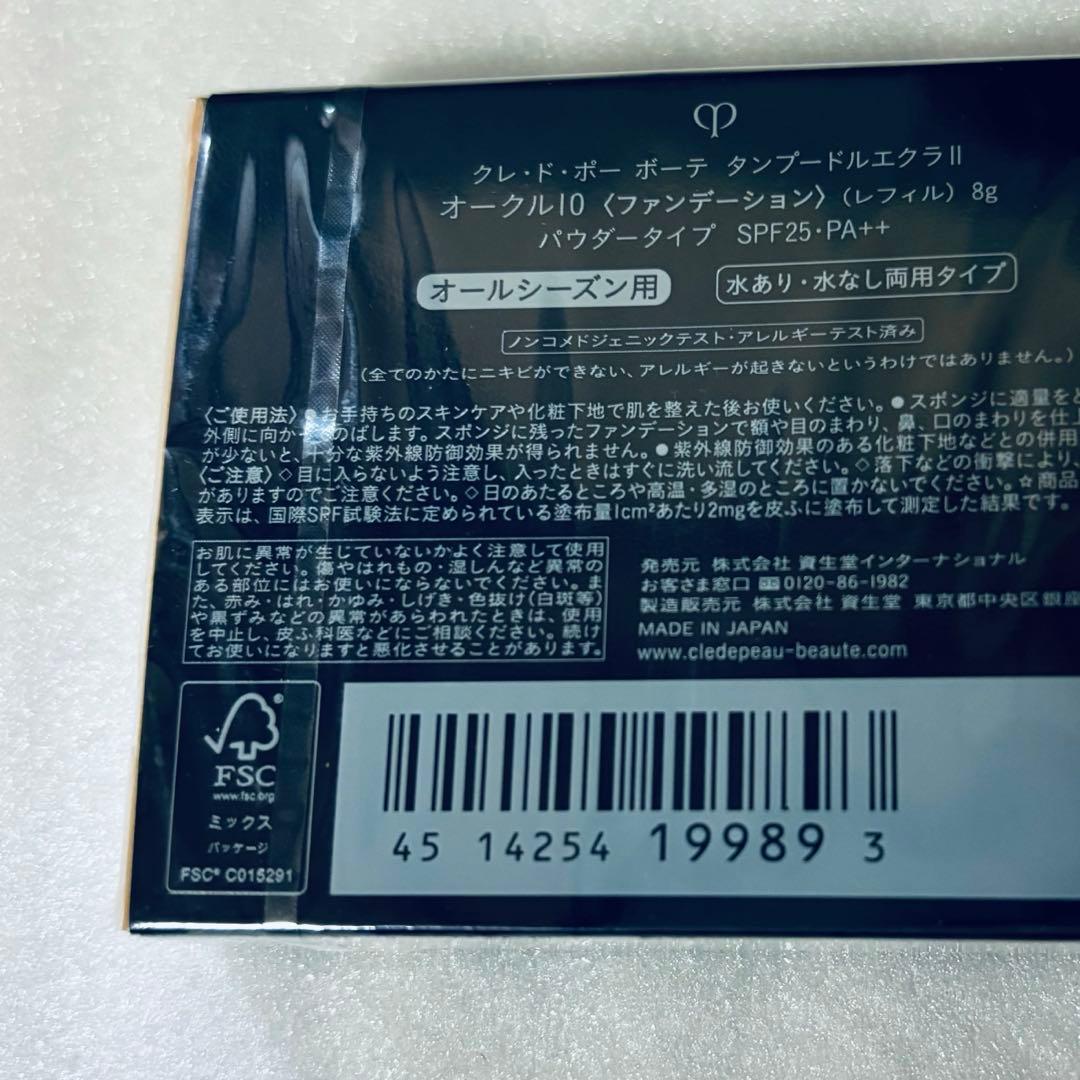 クレ・ド・ポー ボーテ タンプードルエクラⅡ
オークル10〈ファンデーション〉(レフィル) 8g
パウダータイプ SPF25・PA++
オールシーズン用
水あり・水なし両用タイプ
ノンコメドジェニックテスト・アレルギーテスト済み
(全てのかたにニキビができない、アレルギーが起きないというわけではありません。)
〈ご使用法〉●お手持ちのスキンケアや化粧下地で肌を整えた後お使いください。●スポンジに適量をと
外側に向か のばします。スポンジに残ったファンデーションで額や目のまわり、鼻、口のまわりを仕上
が少ないと、十分な紫外線防御効果が得られません。●紫外線防御効果のある化粧下地などとの併用
〈ご注意〉◇目に入らないよう注意し、入ったときはすぐに洗い流してください。◇落下などの衝撃により、
がありますのでご注意ください。◇日のあたるところや高温・多湿のところに置かないでください。☆商品
表示は、国際SPF試験法に定められている塗布量1cm²あたり2mgを皮ふに塗布して測定した結果です。
お肌に異常が生じていないかよく注意して使用
してください。傷やはれもの・湿しんなど異常の
ある部位にはお使いにならないでください。ま
た、赤み・はれ・かゆみ・しげき・色抜け(白斑等)
や黒ずみなどの異常があらわれたときは、使用
を中止し、皮ふ科医などにご相談ください。続け
てお使いになりますと悪化させることがあります。
発売元 株式会社 資生堂インターナショナル
お客さま窓口 0120-86-1982
製造販売元 株式会社 資生堂 東京都中央区銀座
MADE IN JAPAN
www.cledepeau-beaute.com
FSC
www.fsc.org
ミックス
パッケージ
FSC® C015291
45 14254 19989 3